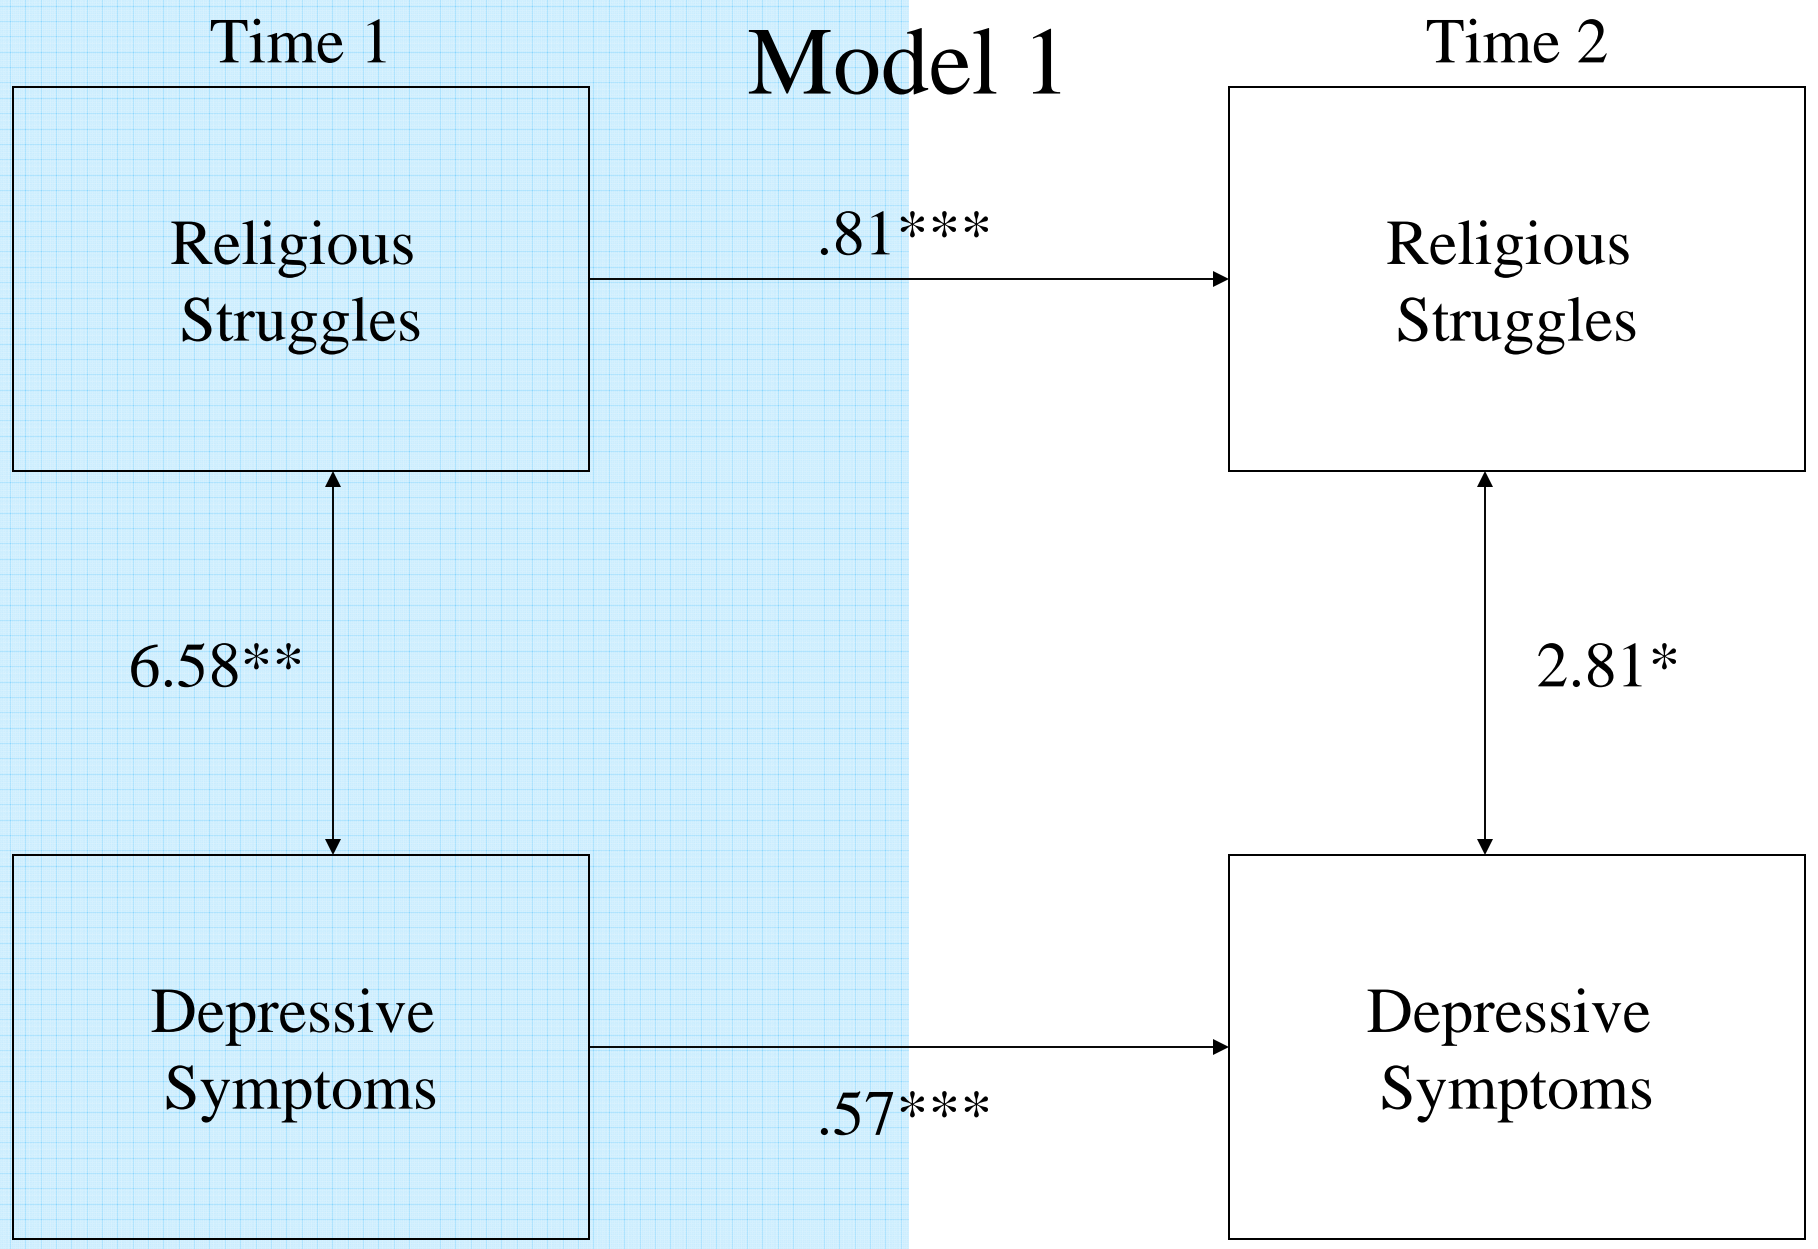 Time 1
Model 1
Time 2
Religious
Struggles
.81***
Religious
Struggles
6.58**
2.81*
Depressive
Symptoms
.57***
Depressive
Symptoms